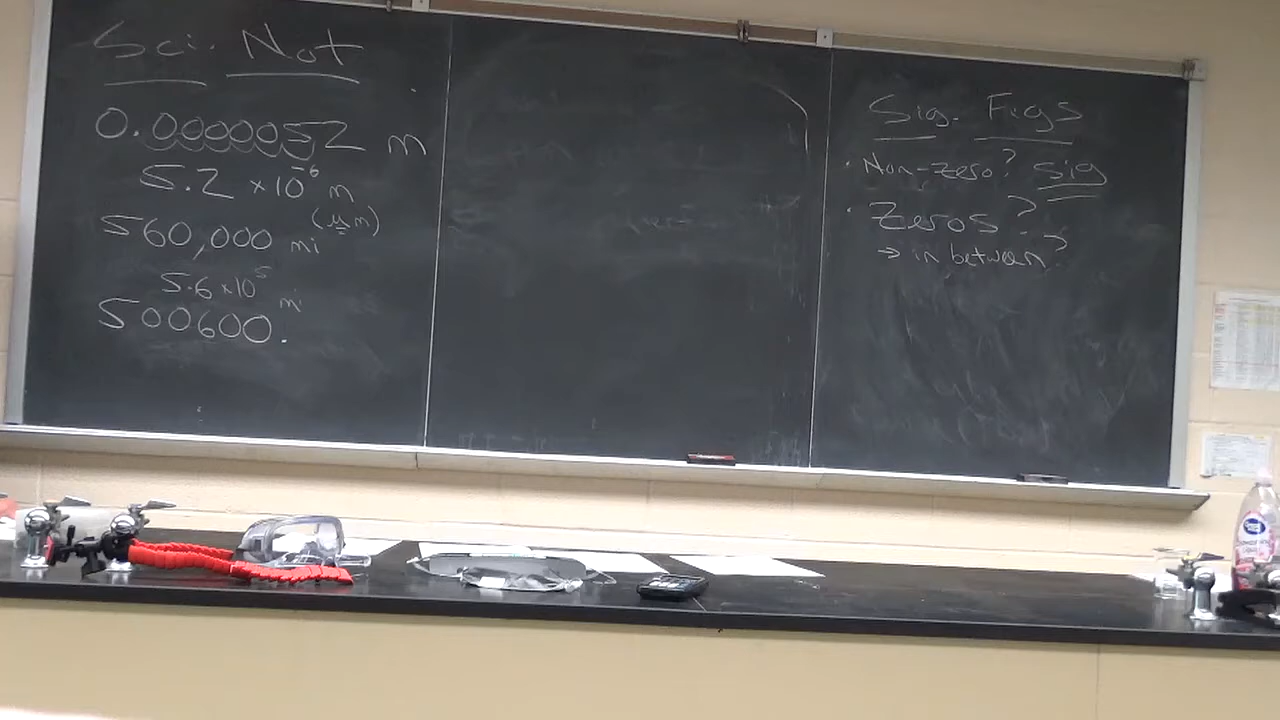 Sci. Not
0.0000052 m
5.2 ×10⁻⁶ m
(μm)
560,000 mi
5.6 ×10⁵ mi
500600.
Sig. Figs
· Non-zero? sig
· Zeros?
→ in between?